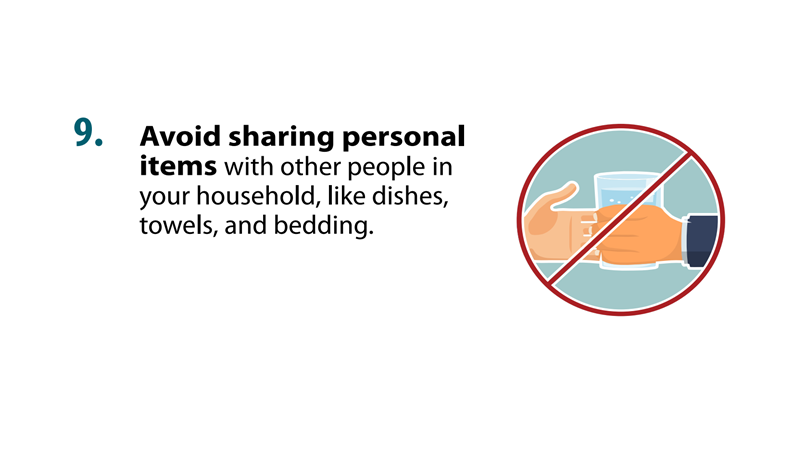 9. Avoid sharing personal
items with other people in
your household, like dishes,
towels, and bedding.